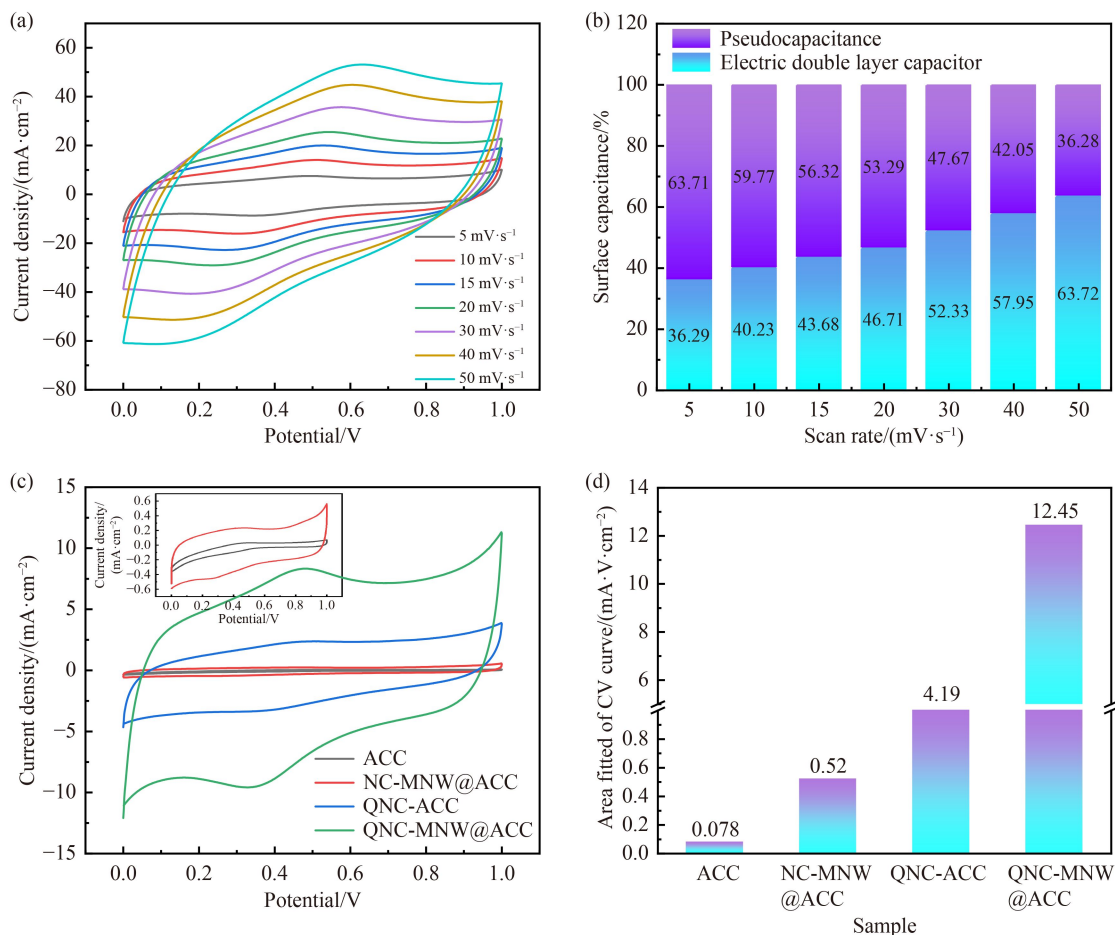 (a)
Current density/(mA·cm−2)
60
40
20
0
−20
−40
−60
−80
5 mV·s−1
10 mV·s−1
15 mV·s−1
20 mV·s−1
30 mV·s−1
40 mV·s−1
50 mV·s−1
0.0 0.2 0.4 0.6 0.8 1.0
Potential/V
(b)
Surface capacitance/%
120
100
80
60
40
20
0
Pseudocapacitance
Electric double layer capacitor
63.71 59.77 56.32 53.29 47.67 42.05 36.28
36.29 40.23 43.68 46.71 52.33 57.95 63.72
5 10 15 20 30 40 50
Scan rate/(mV·s−1)
(c)
Current density/(mA·cm−2)
15
10
5
0
−5
−10
−15
Current density/
(mA·cm−2)
0.6
0.4
0.2
0.0
−0.2
−0.4
−0.6
0.0 0.2 0.4 0.6 0.8 1.0
Potential/V
ACC
NC-MNW@ACC
QNC-ACC
QNC-MNW@ACC
0.0 0.2 0.4 0.6 0.8 1.0
Potential/V
(d)
Area fitted of CV curve/(mA·V·cm−2)
14
12
10
8
6
0.8
0.6
0.4
0.2
0.0
0.078
0.52
4.19
12.45
ACC
NC-MNW
@ACC
QNC-ACC
QNC-MNW
@ACC
Sample